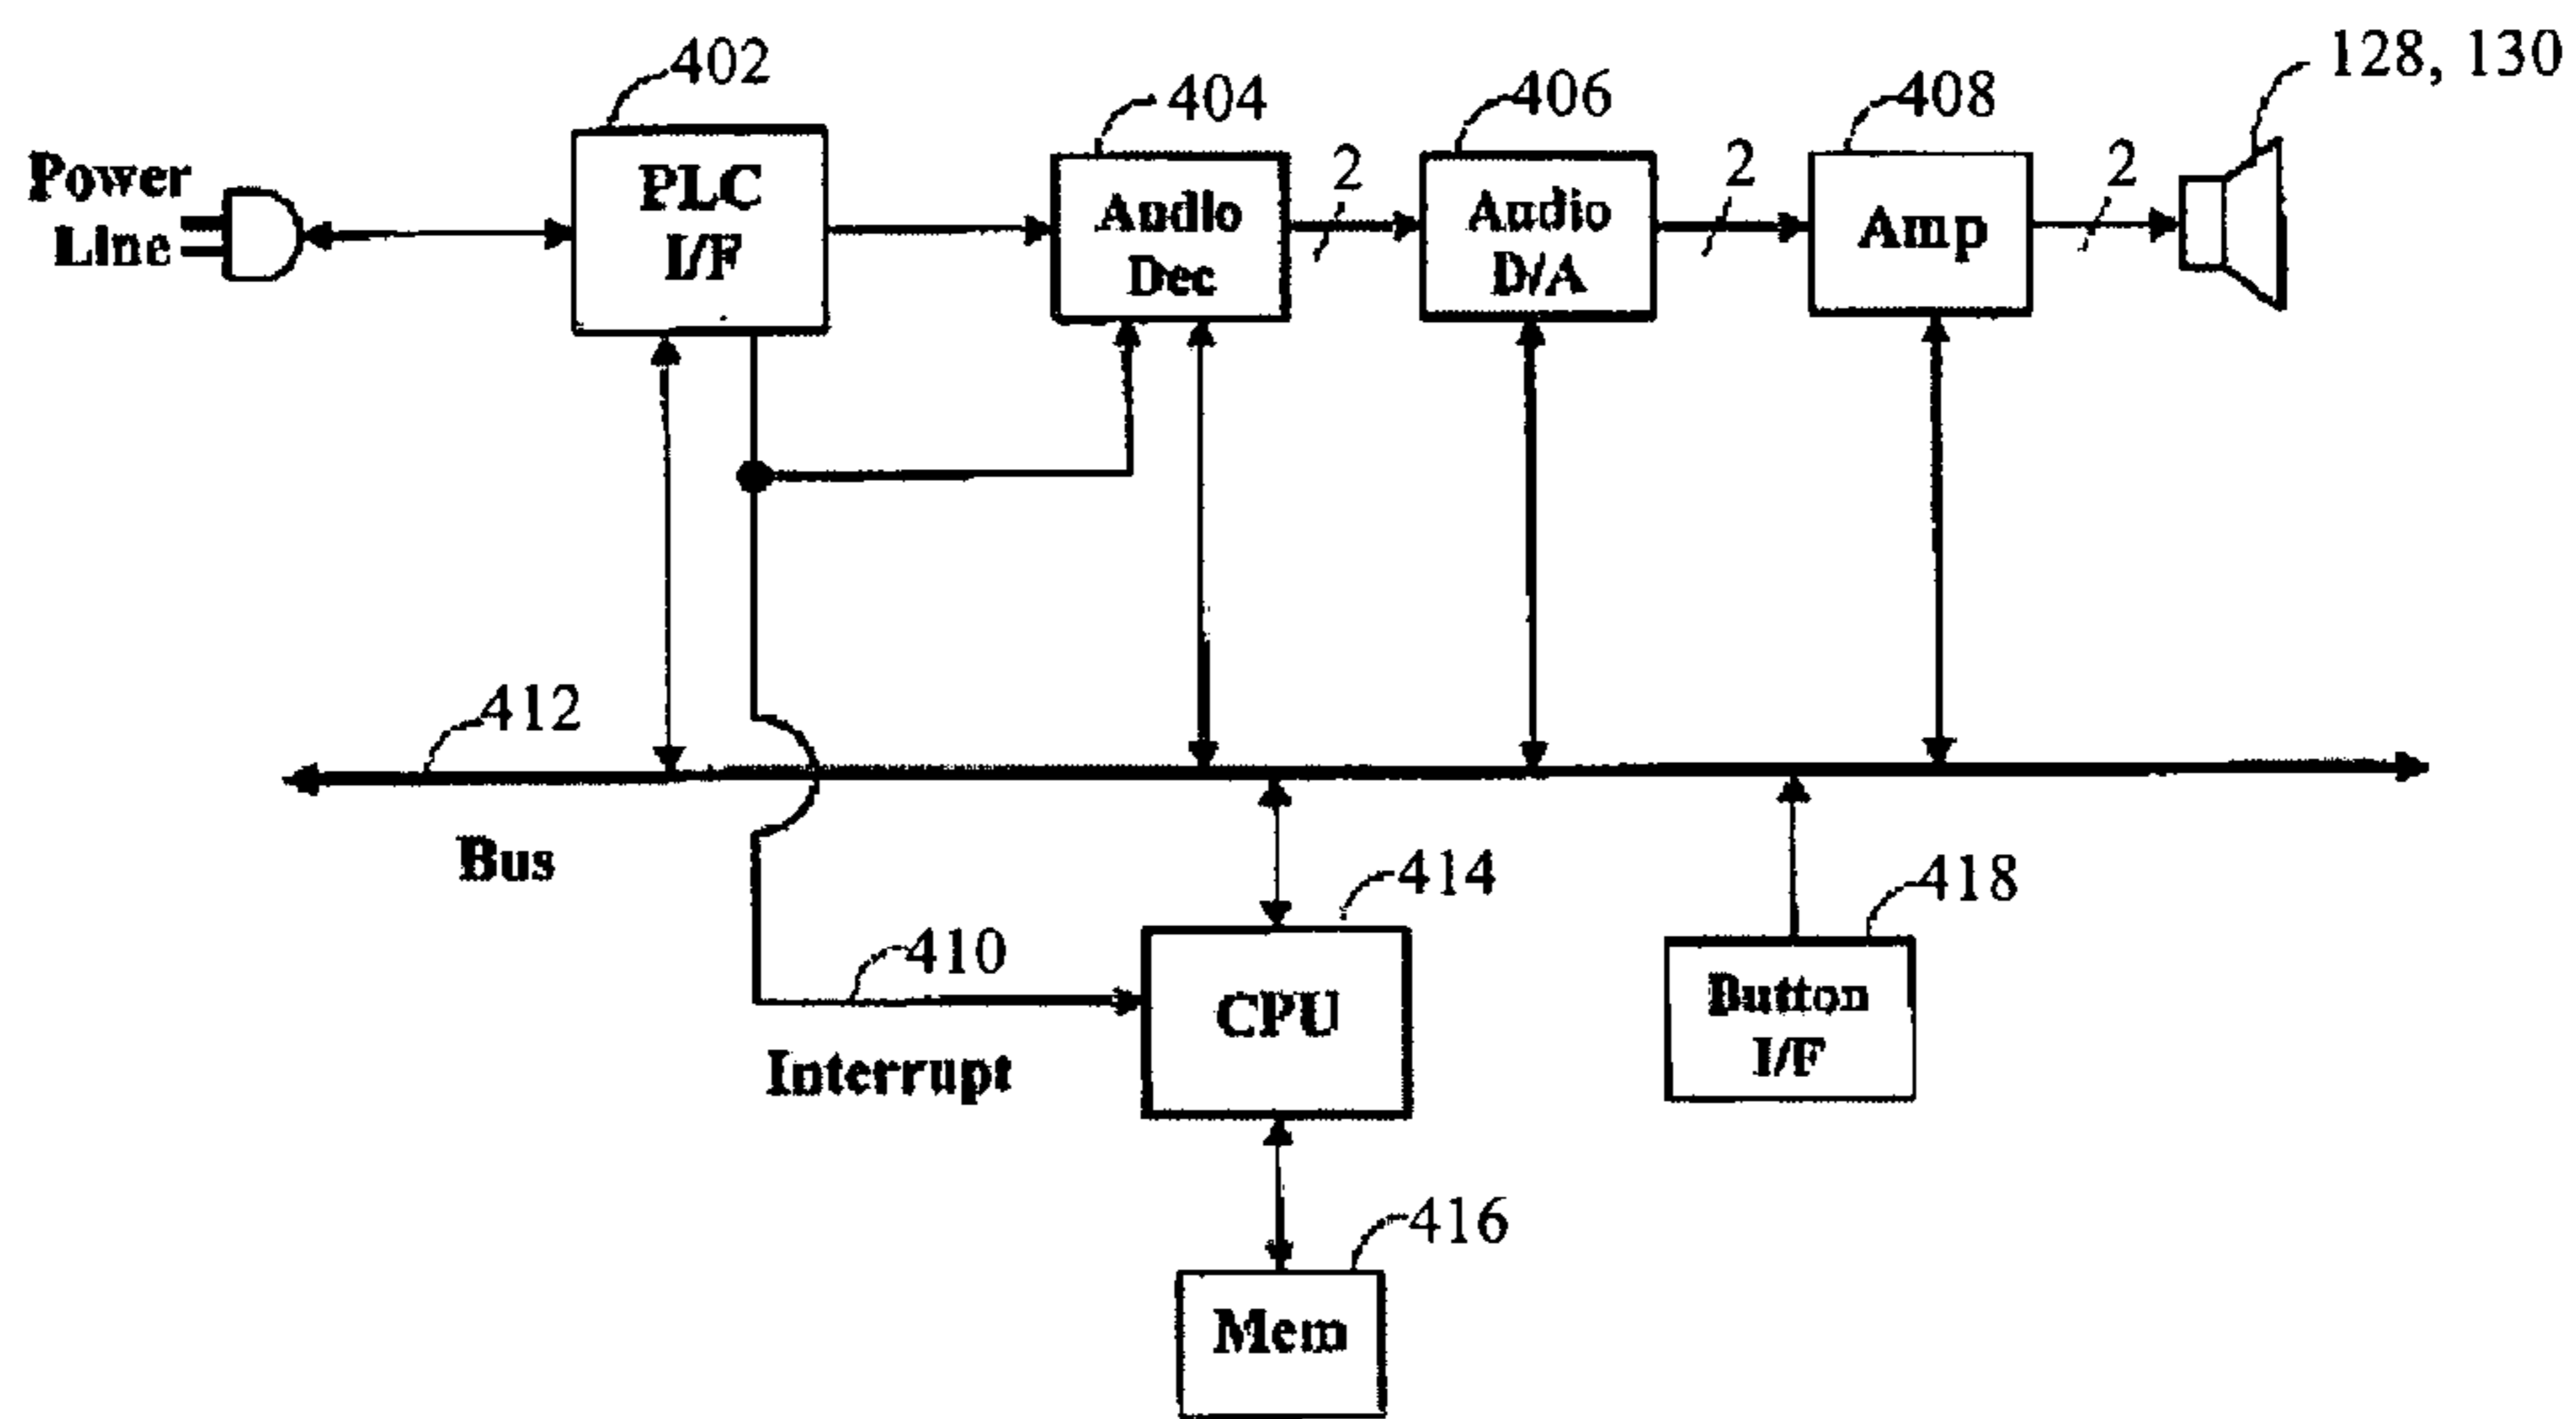 402
404
406
408
128, 130
Power
Line
PLC
I/F
Audio
Dec
2
Audio
D/A
2
Amp
2
412
Bus
410
Interrupt
414
CPU
418
Button
I/F
416
Mem